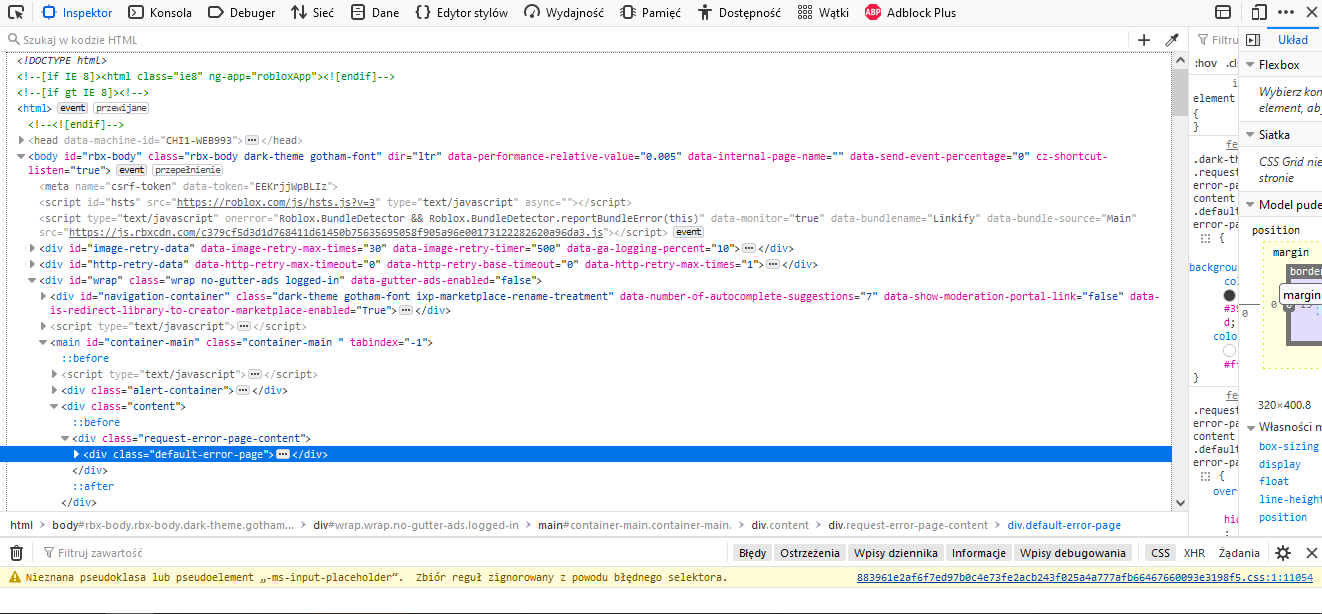 Inspektor Konsola Debuger Sieć Dane Edytor stylów Wydajność Pamięć Dostępność Wątki ABP Adblock Plus
Szukaj w kodzie HTML
<!DOCTYPE html>
<!--[if IE 8]><html class="ie8" ng-app="robloxApp"><![endif]-->
<!--[if gt IE 8]><!-->
<html> event przewijane
<!--<![endif]-->
<head data-machine-id="CHI1-WEB993"> ••• </head>
<body id="rbx-body" class="rbx-body dark-theme gotham-font" dir="ltr" data-performance-relative-value="0.005" data-internal-page-name="" data-send-event-percentage="0" cz-shortcut-
listen="true"> event przepełnienie
<meta name="csrf-token" data-token="EEKrjjWpBLIz">
<script id="hsts" src="https://roblox.com/js/hsts.js?v=3" type="text/javascript" async=""></script>
<script type="text/javascript" onerror="Roblox.BundleDetector && Roblox.BundleDetector.reportBundleError(this)" data-monitor="true" data-bundlename="Linkify" data-bundle-source="Main"
src="https://js.rbxcdn.com/c379cf5d3d1d768411d61450b75635695058f905a96e00173122282620a96da3.js"></script> event
<div id="image-retry-data" data-image-retry-max-times="30" data-image-retry-timer="500" data-ga-logging-percent="10"> ••• </div>
<div id="http-retry-data" data-http-retry-max-timeout="0" data-http-retry-base-timeout="0" data-http-retry-max-times="1"> ••• </div>
<div id="wrap" class="wrap no-gutter-ads logged-in" data-gutter-ads-enabled="false">
<div id="navigation-container" class="dark-theme gotham-font ixp-marketplace-rename-treatment" data-number-of-autocomplete-suggestions="7" data-show-moderation-portal-link="false" data-
is-redirect-library-to-creator-marketplace-enabled="True"> ••• </div>
<script type="text/javascript"> ••• </script>
<main id="container-main" class="container-main " tabindex="-1">
::before
<script type="text/javascript"> ••• </script>
<div class="alert-container"> ••• </div>
<div class="content">
::before
<div class="request-error-page-content">
<div class="default-error-page"> ••• </div>
</div>
::after
</div>
html > body#rbx-body.rbx-body.dark-theme.gotham... > div#wrap.wrap.no-gutter-ads.logged-in > main#container-main.container-main. > div.content > div.request-error-page-content > div.default-error-page
Filtru
:hov .cl
element
{
}
.dark-th
.request
error-pa
content
.default
error-pa
{
backgrou
col
#39
d;
colo
#f
}
.request
error-pa
content
.default
error-pa
{
over
hid
;
Układ
Flexbox
Wybierz kon
element, aby
Siatka
CSS Grid nie
stronie
Model pude
position
margin
border
margin
0
0
320×400.8
Własności m
box-sizing
display
float
line-height
position
Filtruj zawartość
Błędy Ostrzeżenia Wpisy dziennika Informacje Wpisy debugowania CSS XHR Żądania
Nieznana pseudoklasa lub pseudoelement „-ms-input-placeholder”. Zbiór reguł zignorowany z powodu błędnego selektora. 883961e2af6f7ed97b0c4e73fe2acb243f025a4a777afb66467660093e3198f5.css:1:11054